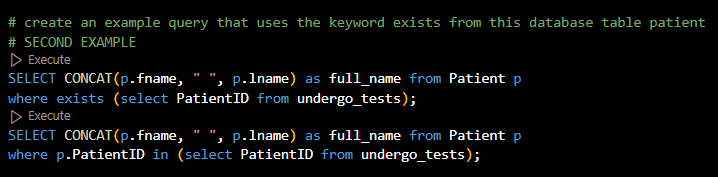 # create an example query that uses the keyword exists from this database table patient
# SECOND EXAMPLE
Execute
SELECT CONCAT(p.fname, " ", p.lname) as full_name from Patient p
where exists (select PatientID from undergo_tests);
Execute
SELECT CONCAT(p.fname, " ", p.lname) as full_name from Patient p
where p.PatientID in (select PatientID from undergo_tests);